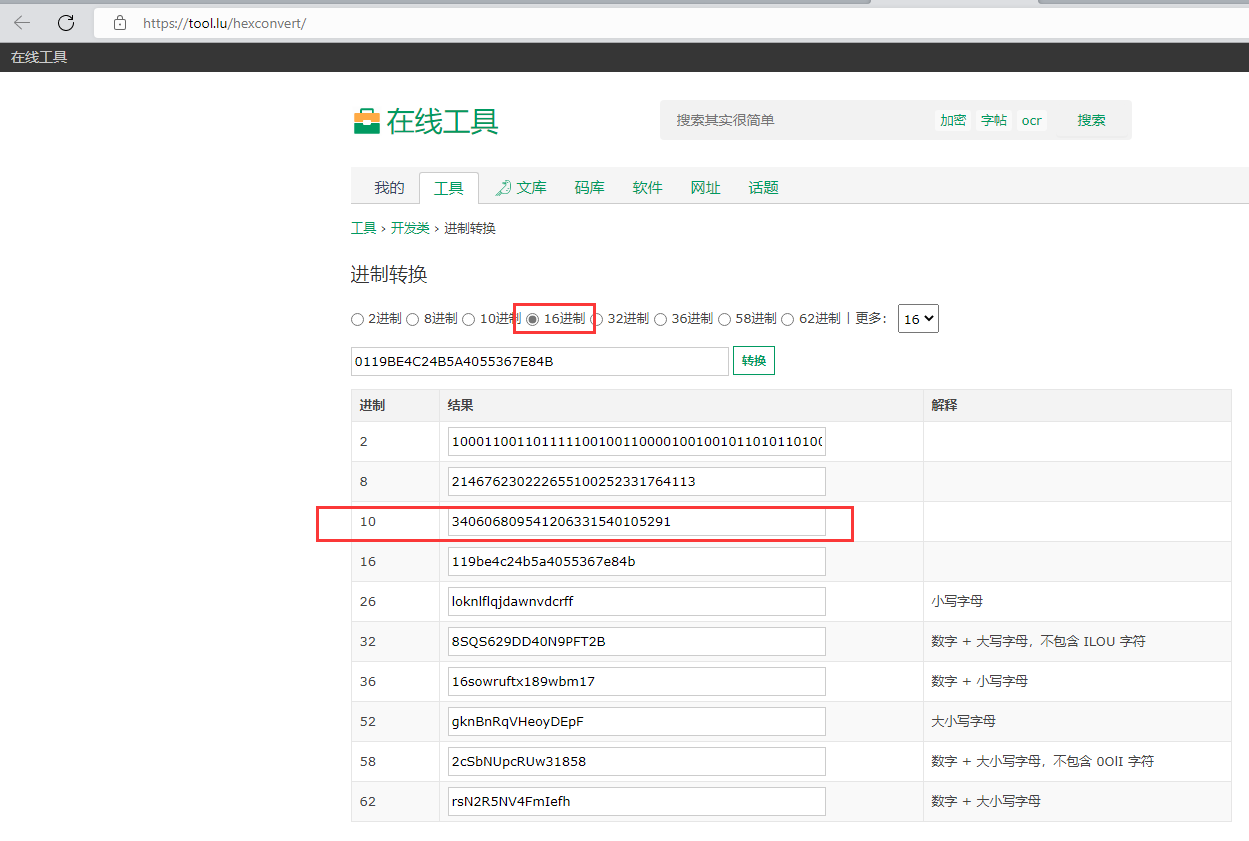 https://tool.lu/hexconvert/
在线工具
在线工具 搜索其实很简单 加密 字帖 ocr 搜索
我的 工具 文库 码库 软件 网址 话题
工具 › 开发类 › 进制转换
进制转换
2进制 8进制 10进制 16进制 32进制 36进制 58进制 62进制 | 更多： 16
0119BE4C24B5A4055367E84B 转换
进制 结果 解释
2 1000110011011111001001100001001001011010110100
8 2146762302226551002523317641​13
10 340606809541206331540105291
16 119be4c24b5a4055367e84b
26 loknlflqjdawnvdcrff 小写字母
32 8SQS629DD40N9PFT2B 数字 + 大写字母，不包含 ILOU 字符
36 16sowruftx189wbm17 数字 + 小写字母
52 gknBnRqVHeoyDEpF 大小写字母
58 2cSbNUpcRUw31858 数字 + 大小写字母，不包含 0OlI 字符
62 rsN2R5NV4FmIefh 数字 + 大小写字母